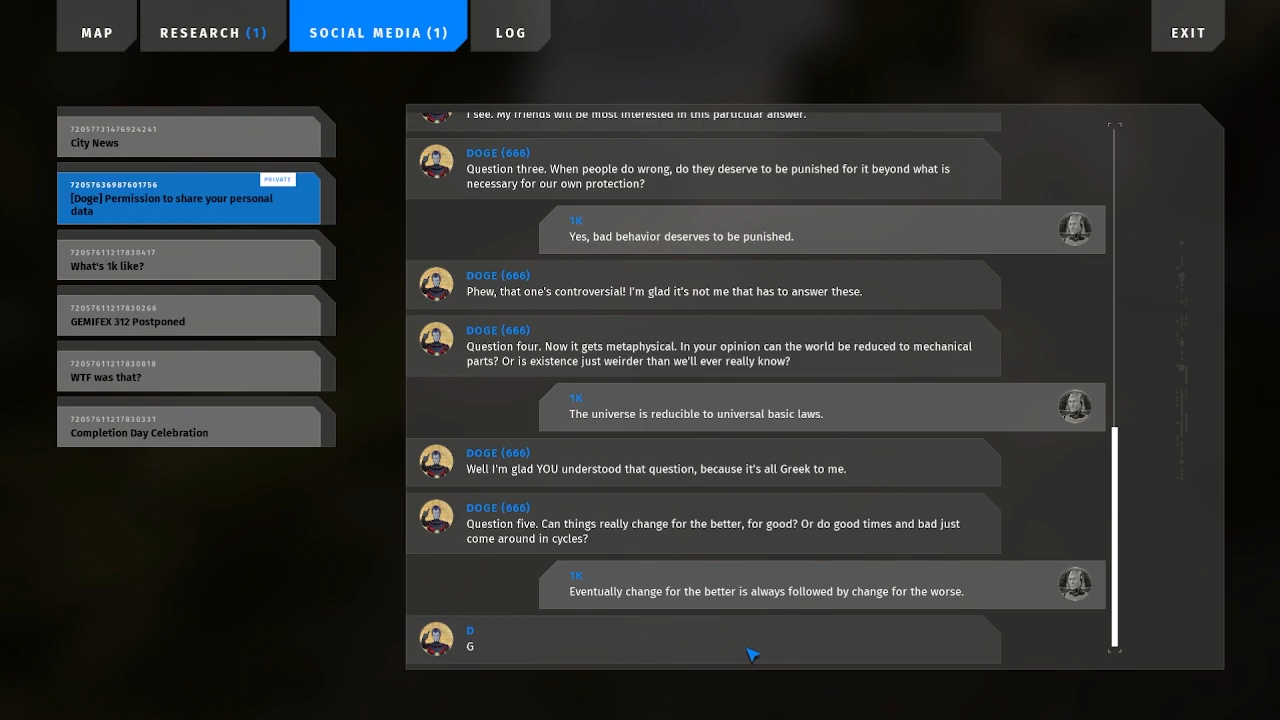 MAP
RESEARCH (1)
SOCIAL MEDIA (1)
LOG
EXIT
72057731476924241
City News
72057636987601756
PRIVATE
[Doge] Permission to share your personal
data
72057611217830417
What's 1k like?
72057611217830266
GEMIFEX 312 Postponed
72057611217830818
WTF was that?
72057611217830331
Completion Day Celebration
I see. My friends will be most interested in this particular answer.
DOGE (666)
Question three. When people do wrong, do they deserve to be punished for it beyond what is
necessary for our own protection?
1K
Yes, bad behavior deserves to be punished.
DOGE (666)
Phew, that one's controversial! I'm glad it's not me that has to answer these.
DOGE (666)
Question four. Now it gets metaphysical. In your opinion can the world be reduced to mechanical
parts? Or is existence just weirder than we'll ever really know?
1K
The universe is reducible to universal basic laws.
DOGE (666)
Well I'm glad YOU understood that question, because it's all Greek to me.
DOGE (666)
Question five. Can things really change for the better, for good? Or do good times and bad just
come around in cycles?
1K
Eventually change for the better is always followed by change for the worse.
D
G